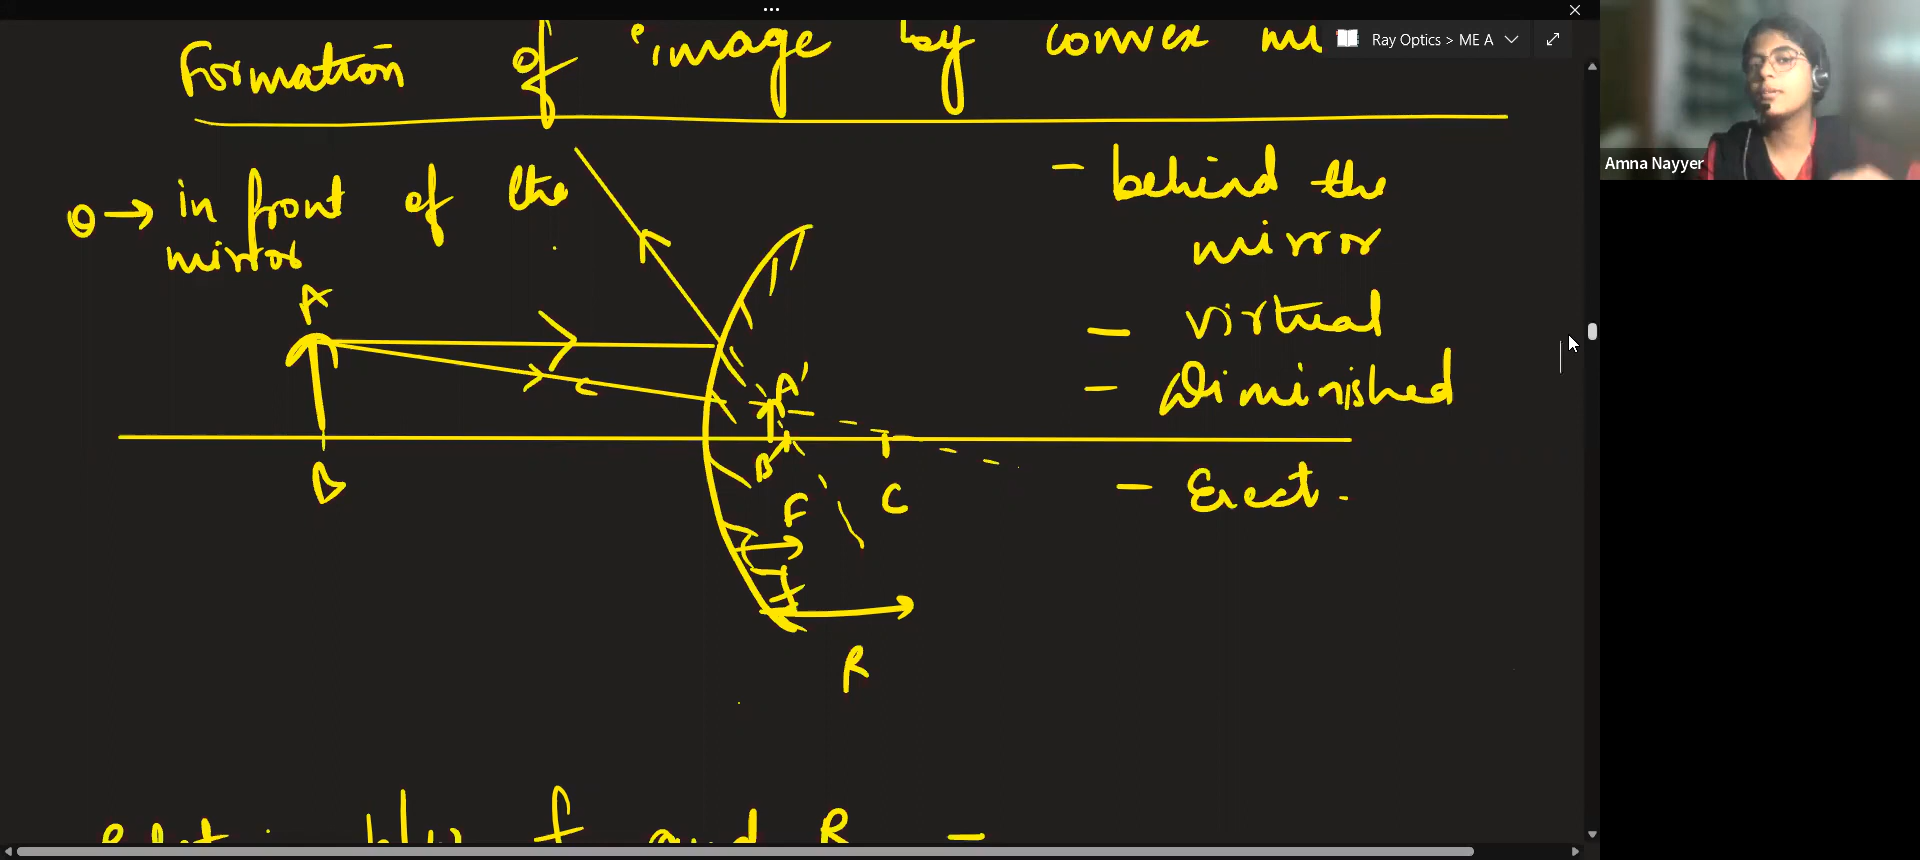 Formation of image by convex
Ray Optics > ME A
Amna Nayyer
O → in front of the
mirror
- behind the
mirror
- Virtual
- Diminished
- Erect.
A
B
A'
B'
F
C
f
R
f and R -